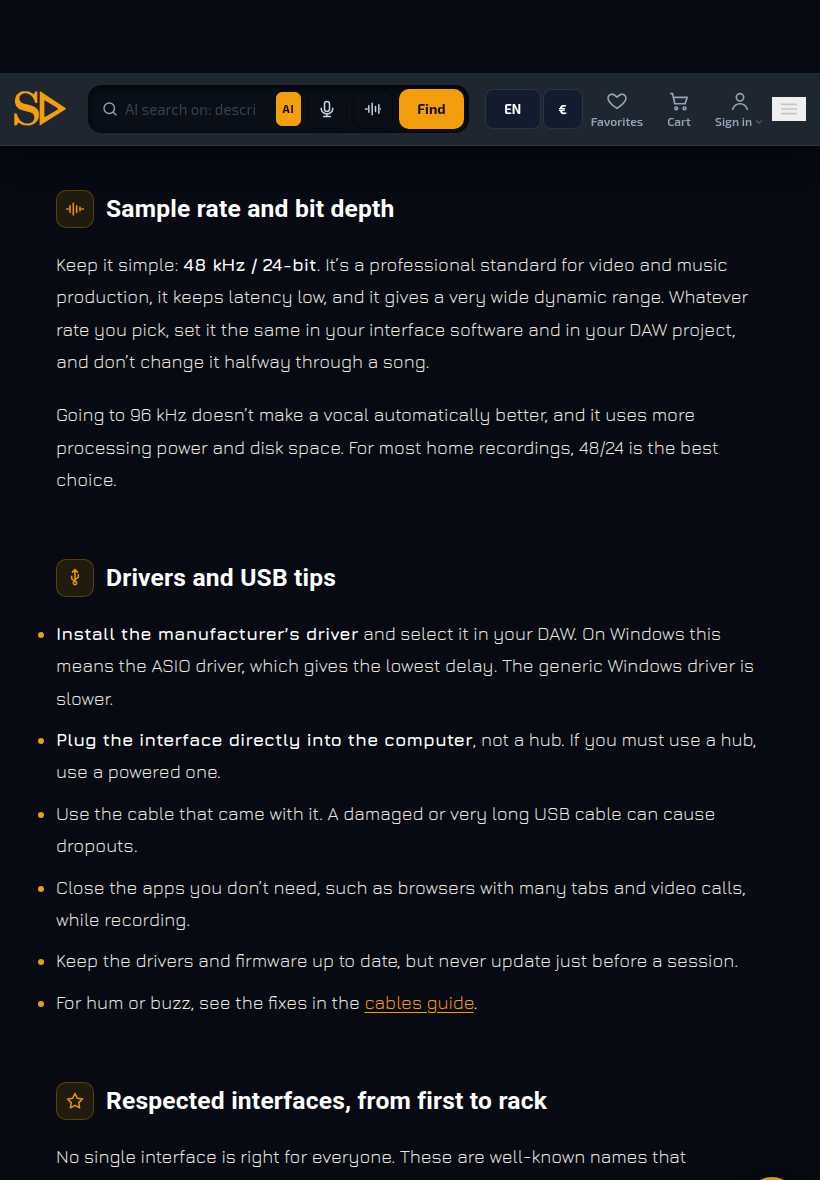 S
AI search on: descri
AI
Find
EN
€
Favorites
Cart
Sign in
Sample rate and bit depth
Keep it simple: 48 kHz / 24-bit. It's a professional standard for video and music
production, it keeps latency low, and it gives a very wide dynamic range. Whatever
rate you pick, set it the same in your interface software and in your DAW project,
and don't change it halfway through a song.
Going to 96 kHz doesn't make a vocal automatically better, and it uses more
processing power and disk space. For most home recordings, 48/24 is the best
choice.
Drivers and USB tips
Install the manufacturer's driver and select it in your DAW. On Windows this
means the ASIO driver, which gives the lowest delay. The generic Windows driver is
slower.
Plug the interface directly into the computer, not a hub. If you must use a hub,
use a powered one.
Use the cable that came with it. A damaged or very long USB cable can cause
dropouts.
Close the apps you don't need, such as browsers with many tabs and video calls,
while recording.
Keep the drivers and firmware up to date, but never update just before a session.
For hum or buzz, see the fixes in the cables guide.
Respected interfaces, from first to rack
No single interface is right for everyone. These are well-known names that